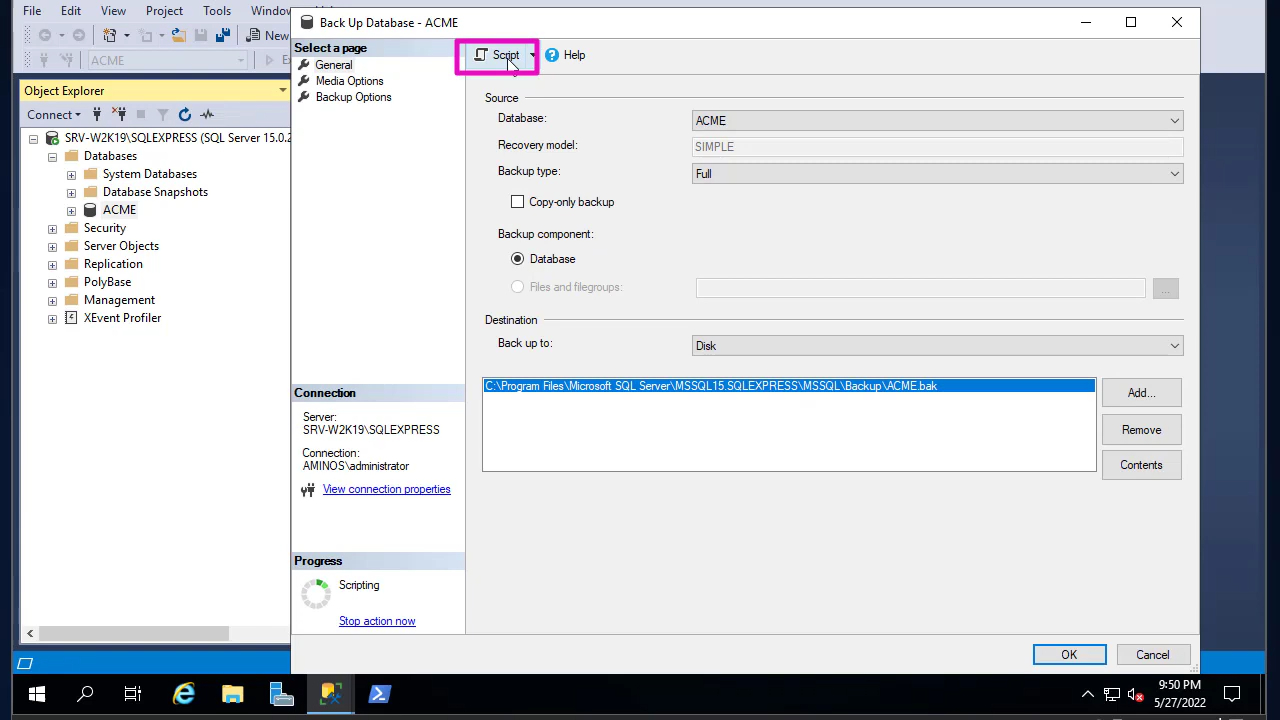 File Edit View Project Tools Window
Back Up Database - ACME
New
ACME
Object Explorer
Connect
SRV-W2K19\SQLEXPRESS (SQL Server 15.0.2
Databases
System Databases
Database Snapshots
ACME
Security
Server Objects
Replication
PolyBase
Management
XEvent Profiler
Select a page
General
Media Options
Backup Options
Connection
Server:
SRV-W2K19\SQLEXPRESS
Connection:
AMINOS\administrator
View connection properties
Progress
Scripting
Stop action now
Script Help
Source
Database: ACME
Recovery model: SIMPLE
Backup type: Full
Copy-only backup
Backup component:
Database
Files and filegroups:
...
Destination
Back up to: Disk
C:\Program Files\Microsoft SQL Server\MSSQL15.SQLEXPRESS\MSSQL\Backup\ACME.bak
Add...
Remove
Contents
OK Cancel
9:50 PM
5/27/2022